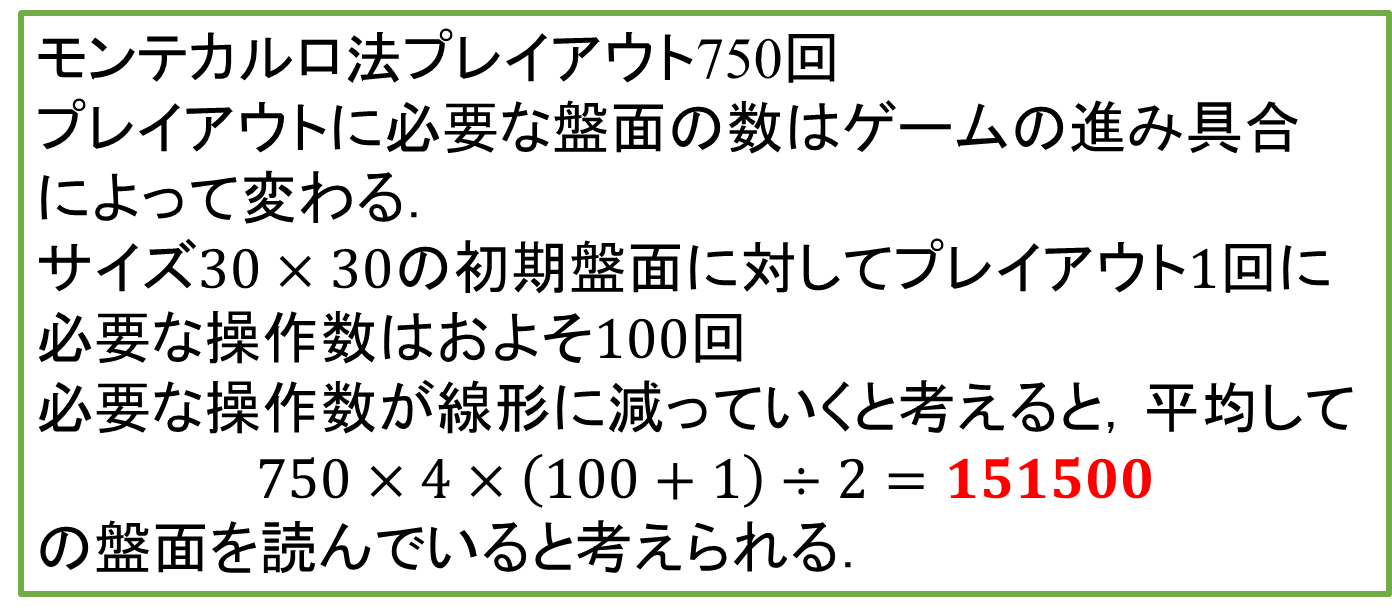 モンテカルロ法プレイアウト750回
プレイアウトに必要な盤面の数はゲームの進み具合
によって変わる.
サイズ30 × 30の初期盤面に対してプレイアウト1回に
必要な操作数はおよそ100回
必要な操作数が線形に減っていくと考えると, 平均して
750 × 4 × (100 + 1) ÷ 2 = 151500
の盤面を読んでいると考えられる.